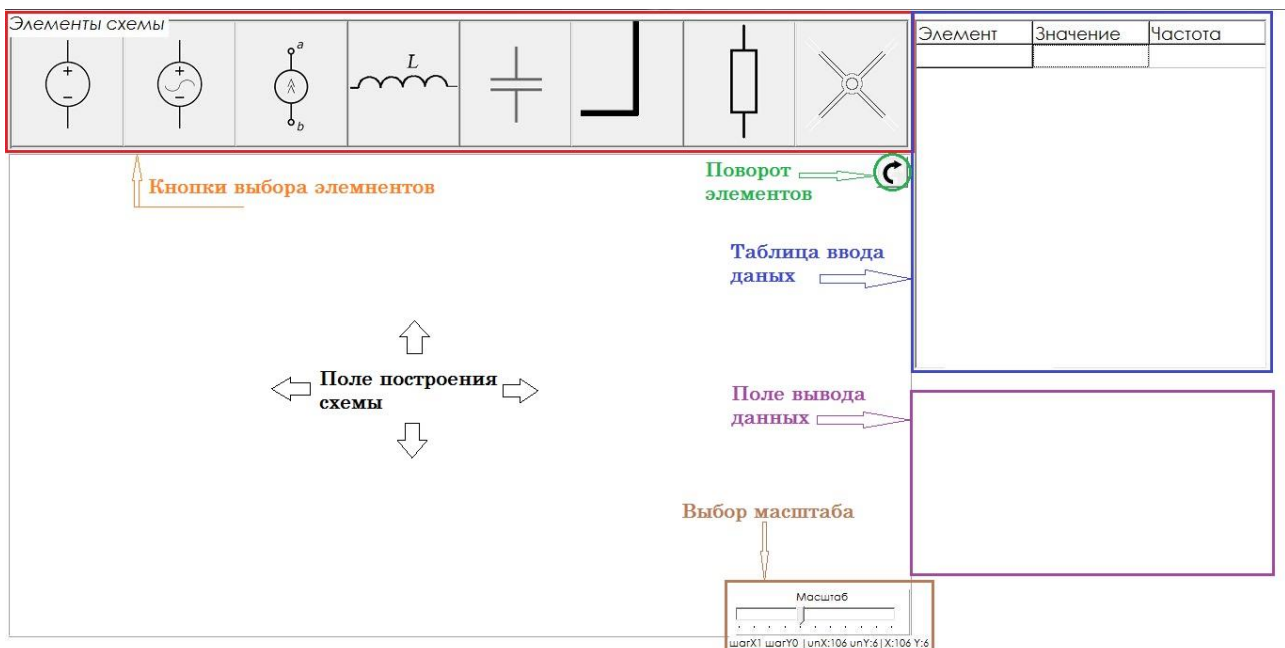 Элементы схемы
Элемент Значение Частота
+
−
+
−
a
b
L
Кнопки выбора элемнентов
Поворот
элементов
Таблица ввода
даных
Поле построения
схемы
Поле вывода
данных
Выбор масштаба
Масштаб
шагX1 шагY0 |unX:106 unY:6|X:106 Y:6